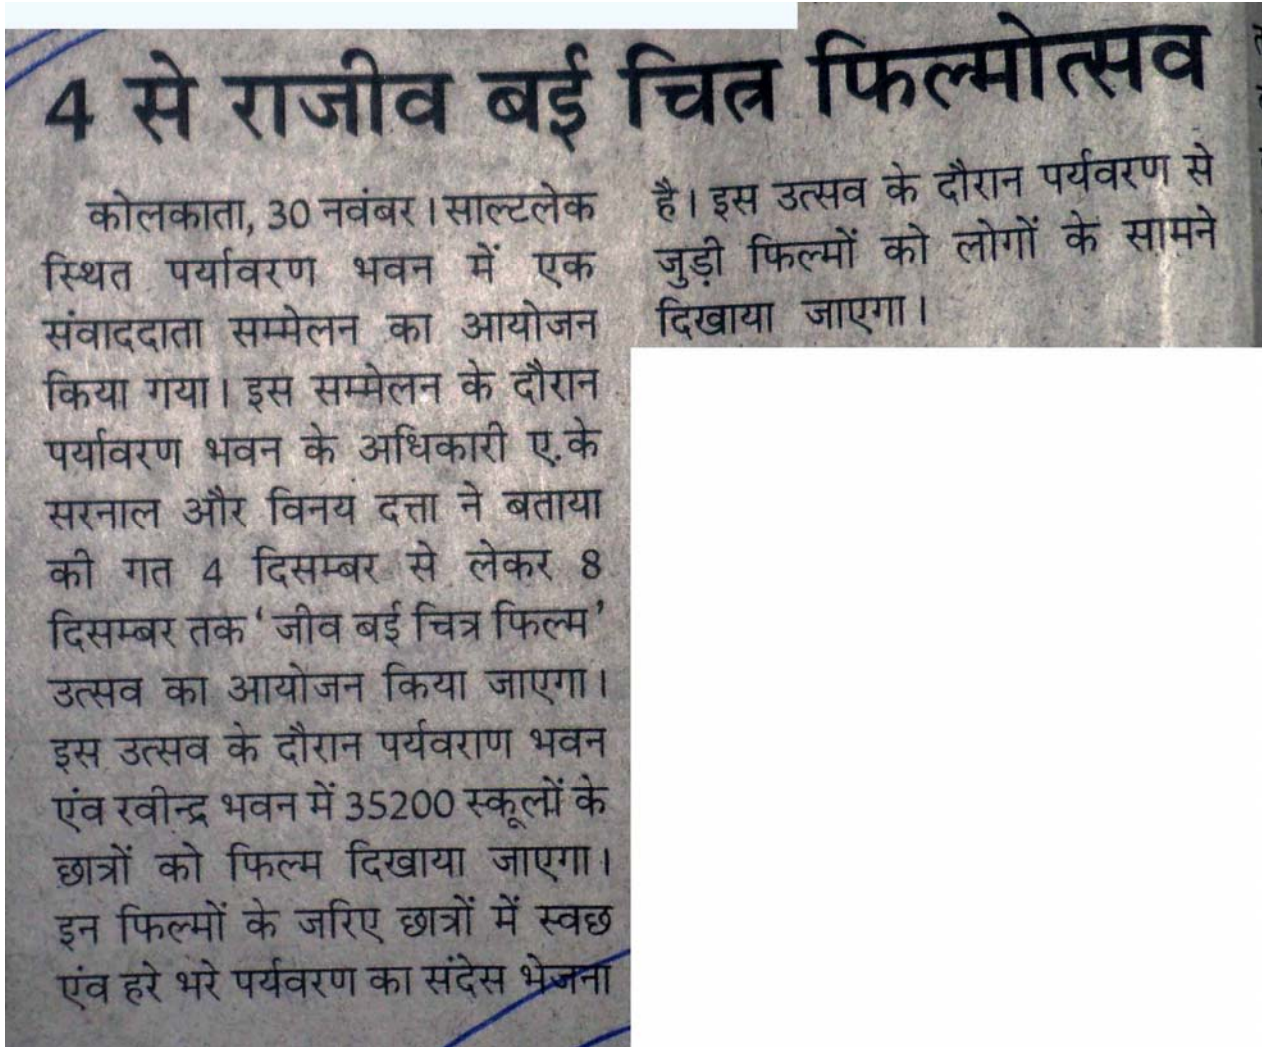 4 से राजीव बई चित्र फिल्मोत्सव
कोलकाता, 30 नवंबर। साल्टलेक
स्थित पर्यावरण भवन में एक
संवाददाता सम्मेलन का आयोजन
किया गया। इस सम्मेलन के दौरान
पर्यावरण भवन के अधिकारी ए.के
सरनाल और विनय दत्ता ने बताया
की गत 4 दिसम्बर से लेकर 8
दिसम्बर तक ‘जीव बई चित्र फिल्म’
उत्सव का आयोजन किया जाएगा।
इस उत्सव के दौरान पर्यवराण भवन
एंव रवीन्द्र भवन में 35200 स्कूलों के
छात्रों को फिल्म दिखाया जाएगा।
इन फिल्मों के जरिए छात्रों में स्वछ
एंव हरे भरे पर्यवरण का संदेस भेजना
है। इस उत्सव के दौरान पर्यवरण से
जुड़ी फिल्मों को लोगों के सामने
दिखाया जाएगा।